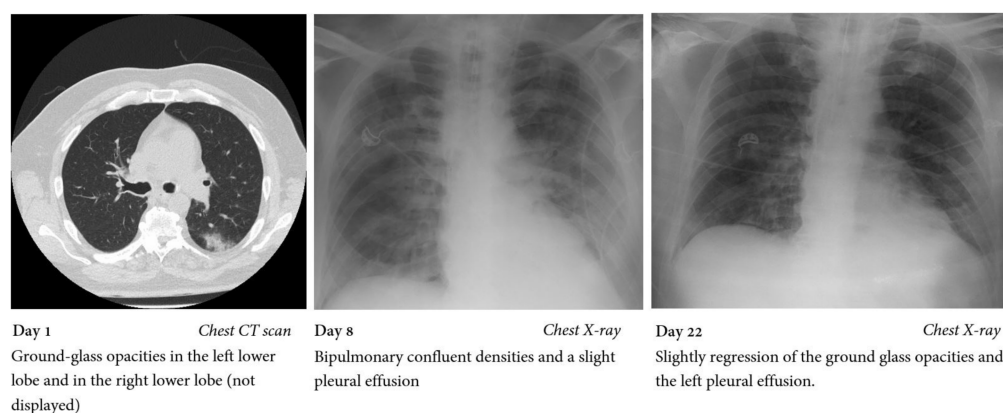 Day 1 Chest CT scan
Ground-glass opacities in the left lower
lobe and in the right lower lobe (not
displayed)
Day 8 Chest X-ray
Bipulmonary confluent densities and a slight
pleural effusion
Day 22 Chest X-ray
Slightly regression of the ground glass opacities and
the left pleural effusion.